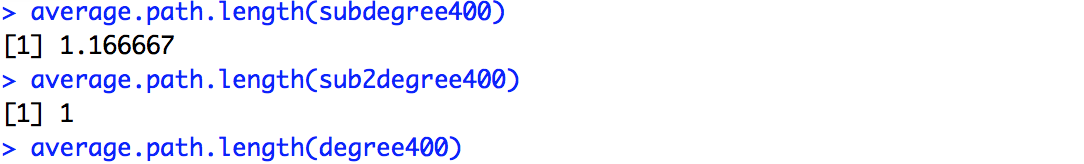 > average.path.length(subdegree400)
[1] 1.166667
> average.path.length(sub2degree400)
[1] 1
> average.path.length(degree400)